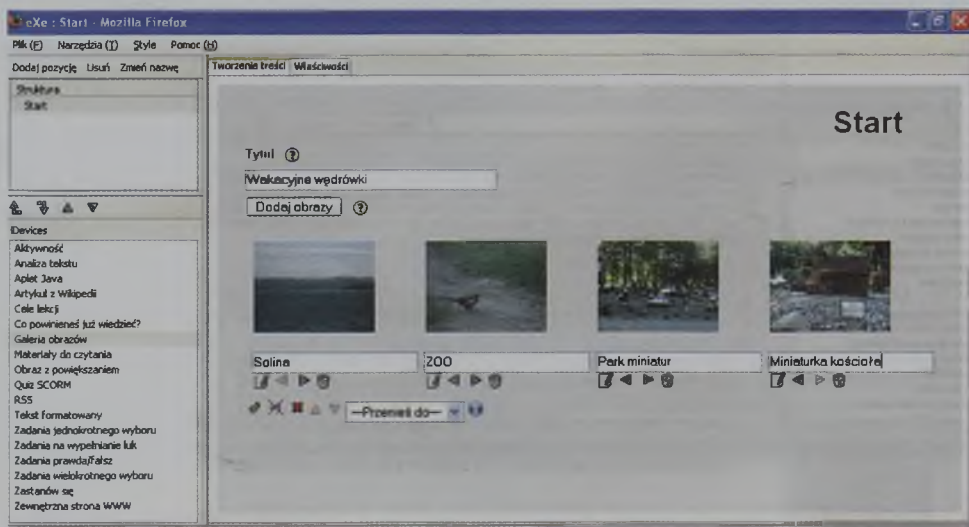 eXe : Start - Mozilla Firefox
Plik (F) Narzędzia (T) Style Pomoc (H)
Dodaj pozycję Usuń Zmień nazwę
Struktura
Start
iDevices
Aktywność
Analiza tekstu
Aplet Java
Artykuł z Wikipedii
Cele lekcji
Co powinieneś już wiedzieć?
Galeria obrazów
Materiały do czytania
Obraz z powiększaniem
Quiz SCORM
RSS
Tekst formatowany
Zadania jednokrotnego wyboru
Zadania na wypełnianie luk
Zadania prawda/fałsz
Zadania wielokrotnego wyboru
Zastanów się
Zewnętrzna strona WWW
Tworzenie treści Właściwości
Start
Tytuł ?
Wakacyjne wędrówki
Dodaj obrazy ?
Solina ZOO Park miniatur Miniaturka kościoła
—Przenieś do—